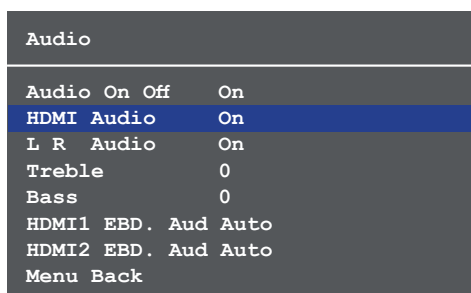 Audio
Audio On Off On
HDMI Audio On
L R Audio On
Treble 0
Bass 0
HDMI1 EBD. Aud Auto
HDMI2 EBD. Aud Auto
Menu Back